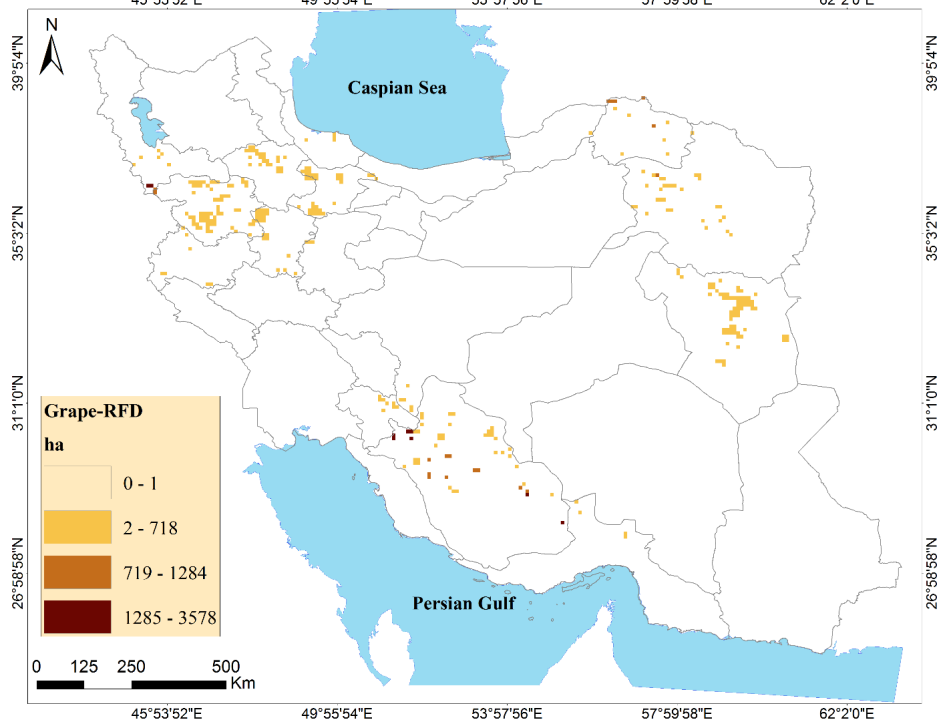 45°53'52"E 49°55'54"E 53°57'56"E 57°59'58"E 62°2'0"E
N
39°5'4"N 39°5'4"N
Caspian Sea
35°3'2"N 35°3'2"N
31°1'0"N 31°1'0"N
Grape-RFD
ha
0 - 1
2 - 718
719 - 1284
1285 - 3578
26°58'58"N 26°58'58"N
Persian Gulf
0 125 250 500
Km
45°53'52"E 49°55'54"E 53°57'56"E 57°59'58"E 62°2'0"E